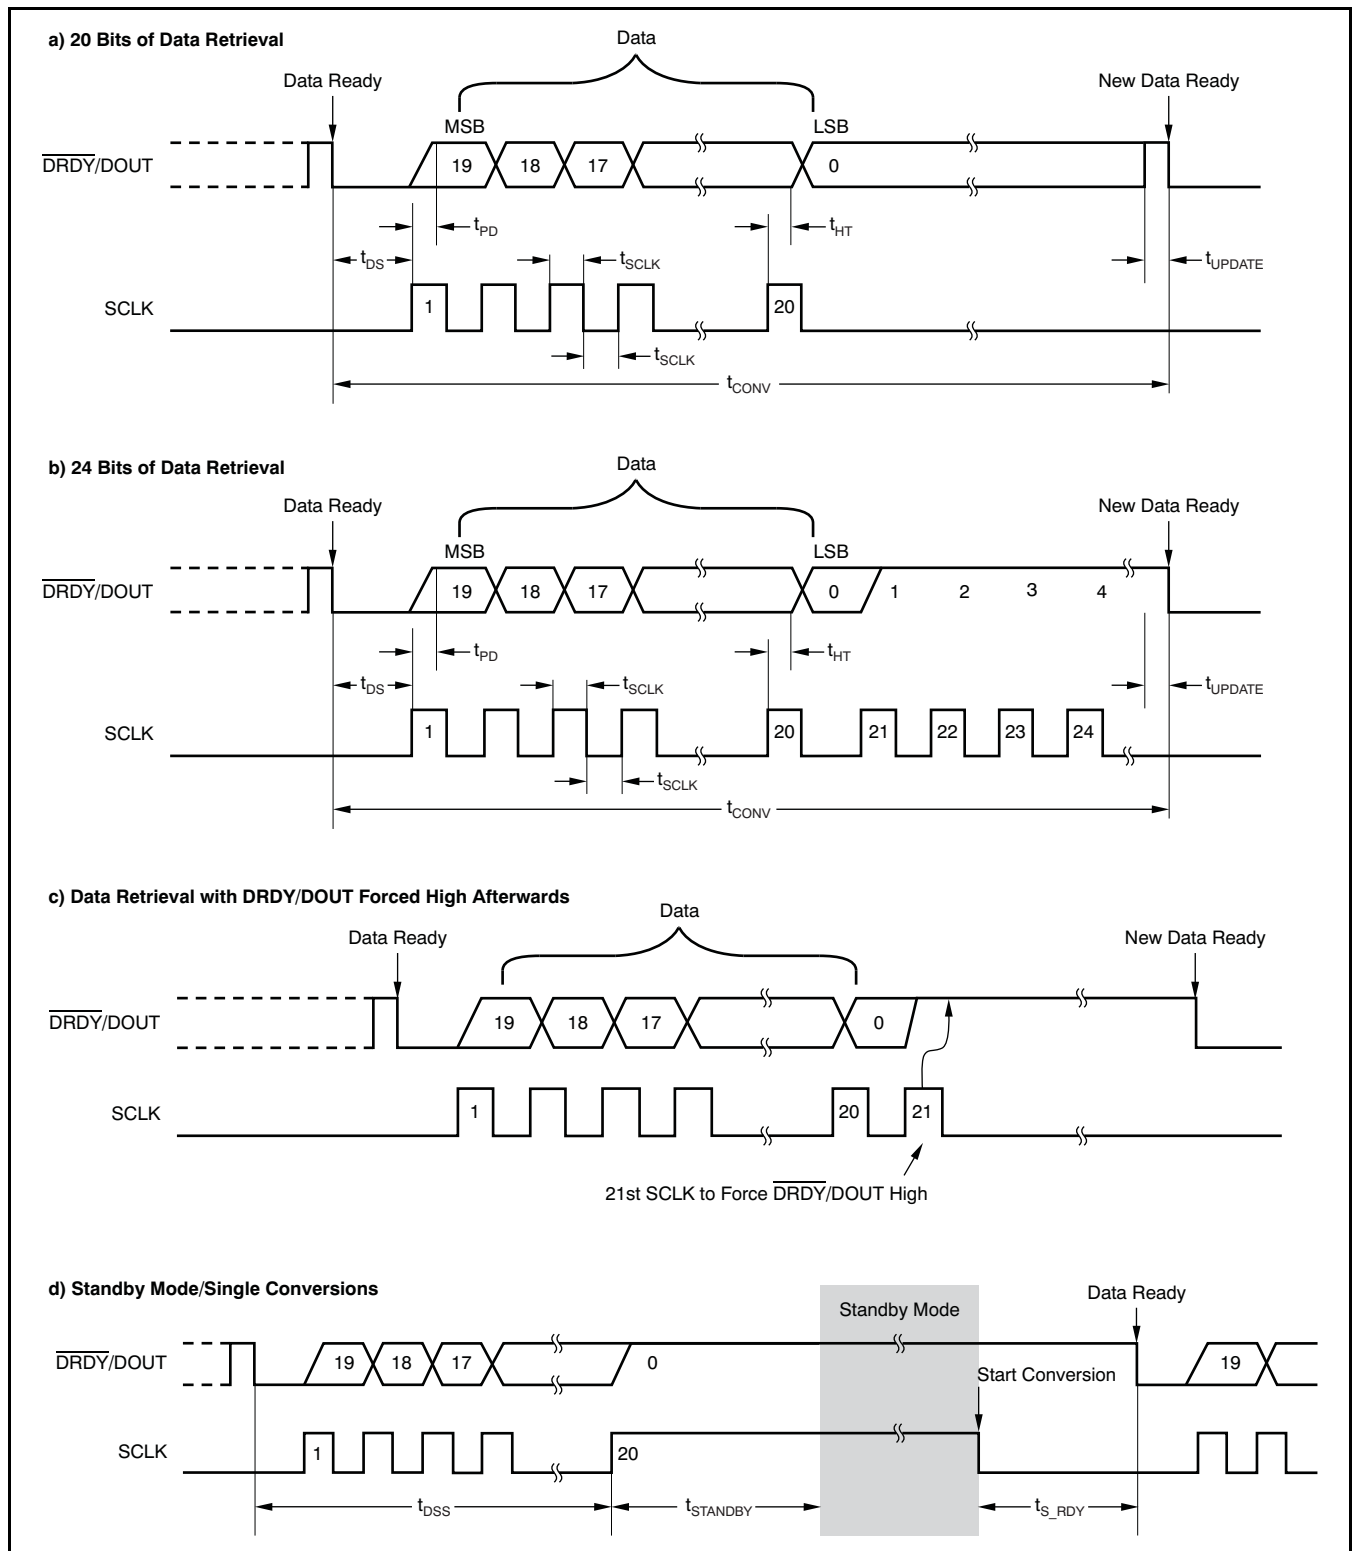 a) 20 Bits of Data Retrieval
Data
Data Ready
New Data Ready
MSB
LSB
DRDY/DOUT
19
18
17
0
tPD
tHT
tDS
tSCLK
tUPDATE
SCLK
1
20
tSCLK
tCONV
b) 24 Bits of Data Retrieval
Data
Data Ready
New Data Ready
MSB
LSB
DRDY/DOUT
19
18
17
0
1
2
3
4
tPD
tHT
tDS
tSCLK
tUPDATE
SCLK
1
20
21
22
23
24
tSCLK
tCONV
c) Data Retrieval with DRDY/DOUT Forced High Afterwards
Data
Data Ready
New Data Ready
DRDY/DOUT
19
18
17
0
SCLK
1
20
21
21st SCLK to Force DRDY/DOUT High
d) Standby Mode/Single Conversions
Data Ready
Standby Mode
DRDY/DOUT
19
18
17
0
19
Start Conversion
SCLK
1
20
tDSS
tSTANDBY
tS_RDY